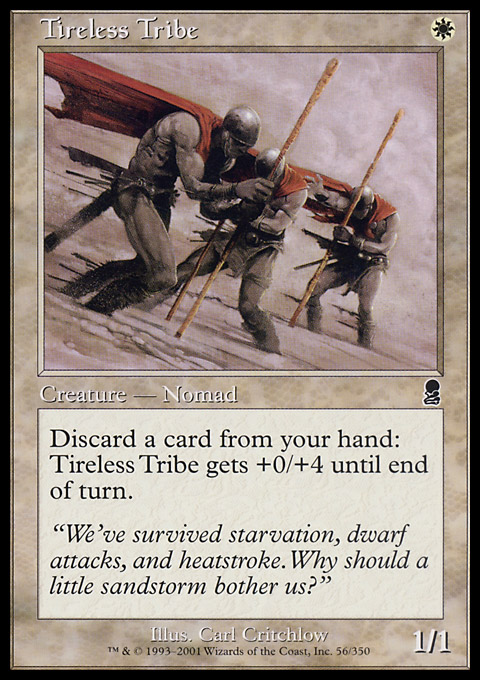 Tireless Tribe
Creature — Nomad
Discard a card from your hand:
Tireless Tribe gets +0/+4 until end
of turn.
“We’ve survived starvation, dwarf
attacks, and heatstroke. Why should a
little sandstorm bother us?”
Illus. Carl Critchlow
™ & © 1993–2001 Wizards of the Coast, Inc. 56/350
1/1